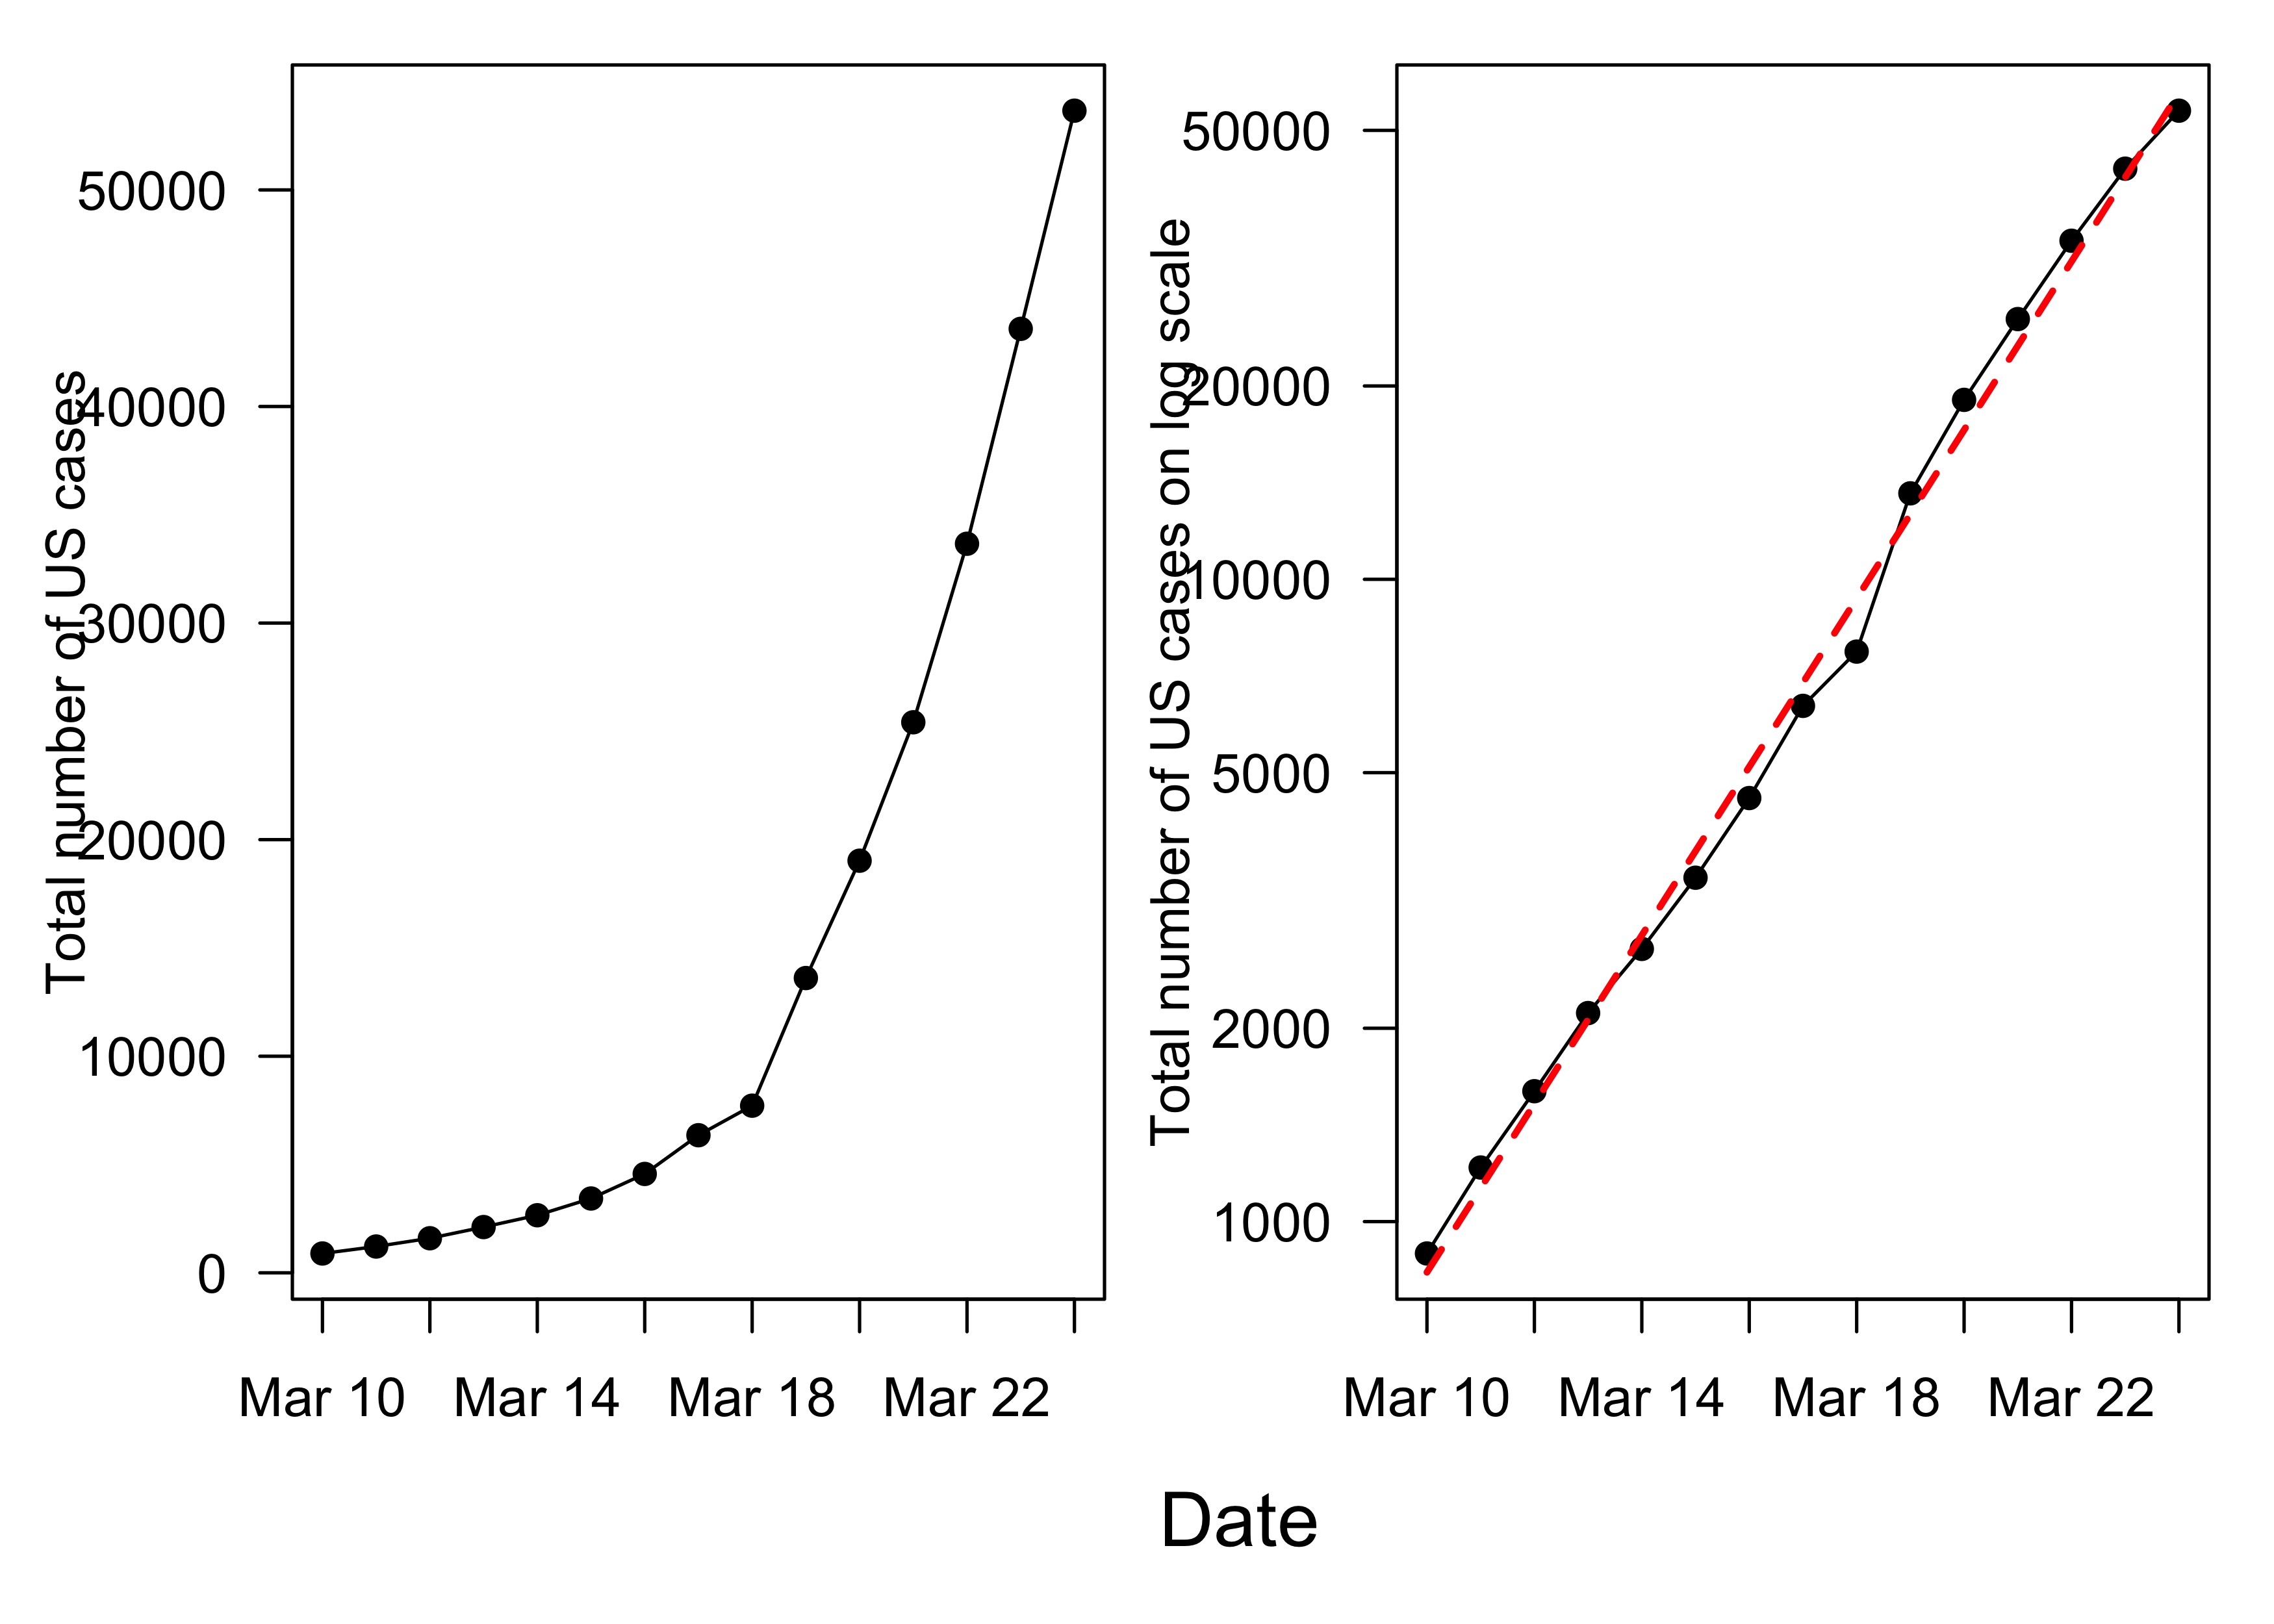 Total number of US cases
50000
40000
30000
20000
10000
0
Mar 10 Mar 14 Mar 18 Mar 22
Total number of US cases on log scale
50000
20000
10000
5000
2000
1000
Mar 10 Mar 14 Mar 18 Mar 22
Date